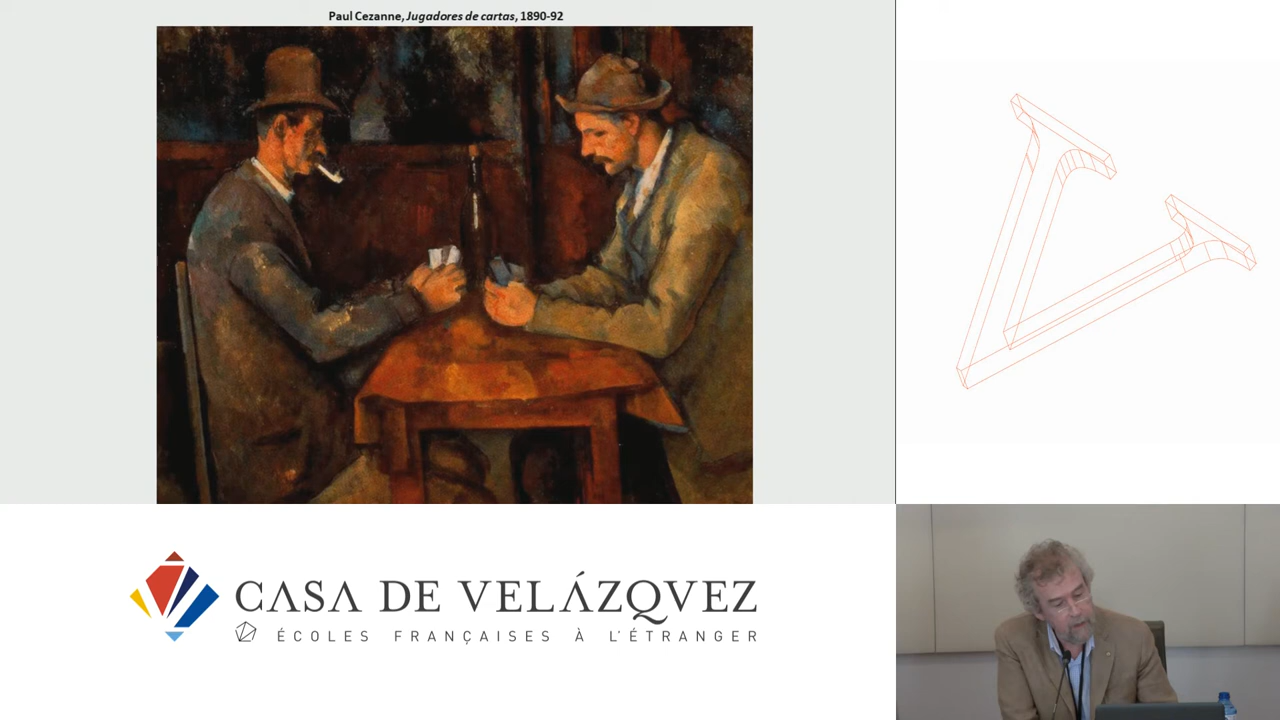 Paul Cezanne, Jugadores de cartas, 1890-92
CASA DE VELÁZQVEZ
ÉCOLES FRANÇAISES À L'ÉTRANGER